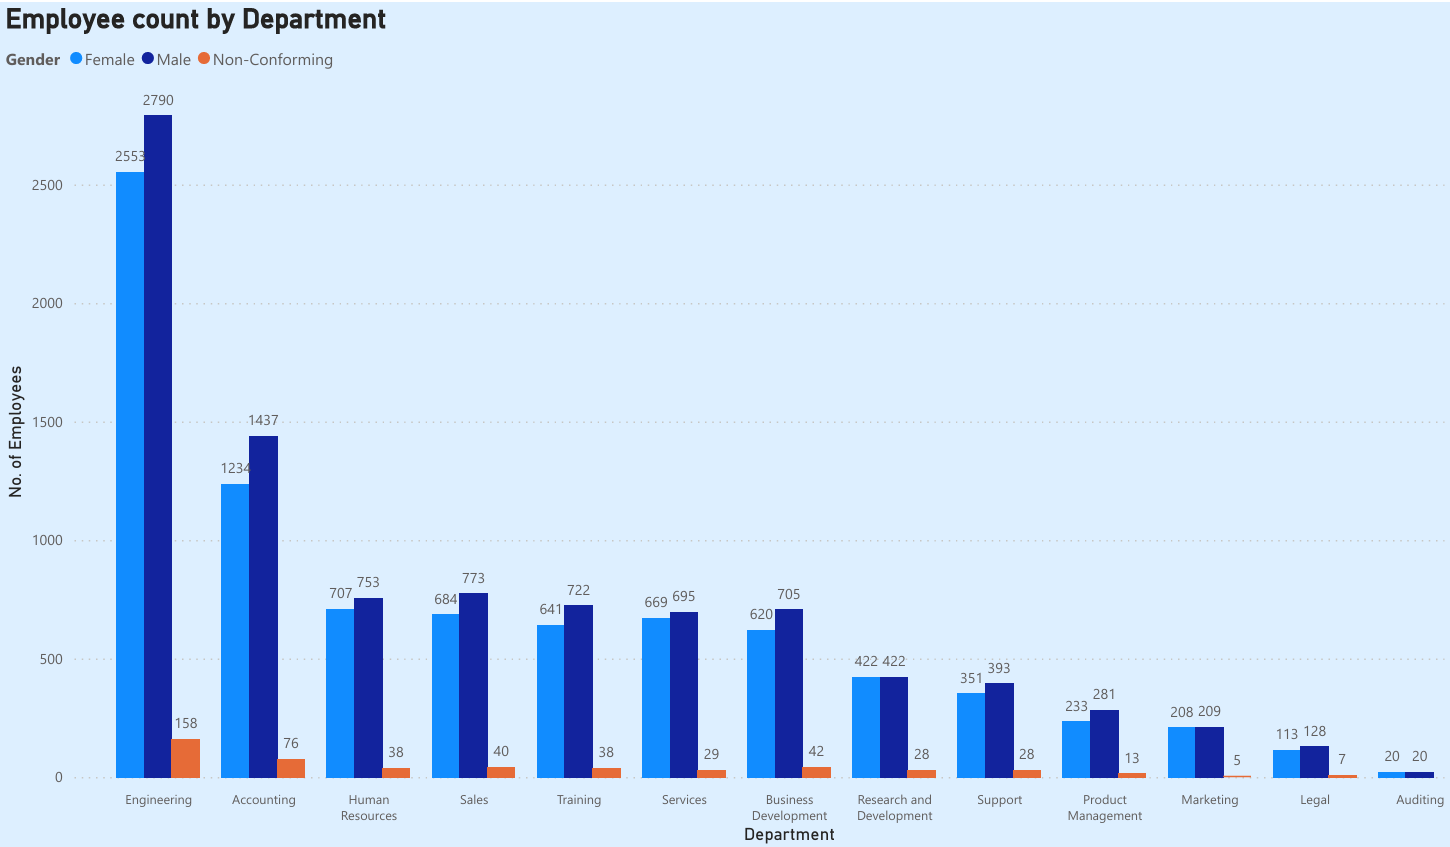 Employee count by Department
Gender Female Male Non-Conforming
2790
2553
2500
2000
1500
1437
1234
1000
500
0
No. of Employees
158
76
707 753 38
684 773 40
641 722 38
669 695 29
620 705 42
422 422 28
351 393 28
233 281 13
208 209 5
113 128 7
20 20
Engineering
Accounting
Human
Resources
Sales
Training
Services
Business
Development
Research and
Development
Support
Product
Management
Marketing
Legal
Auditing
Department